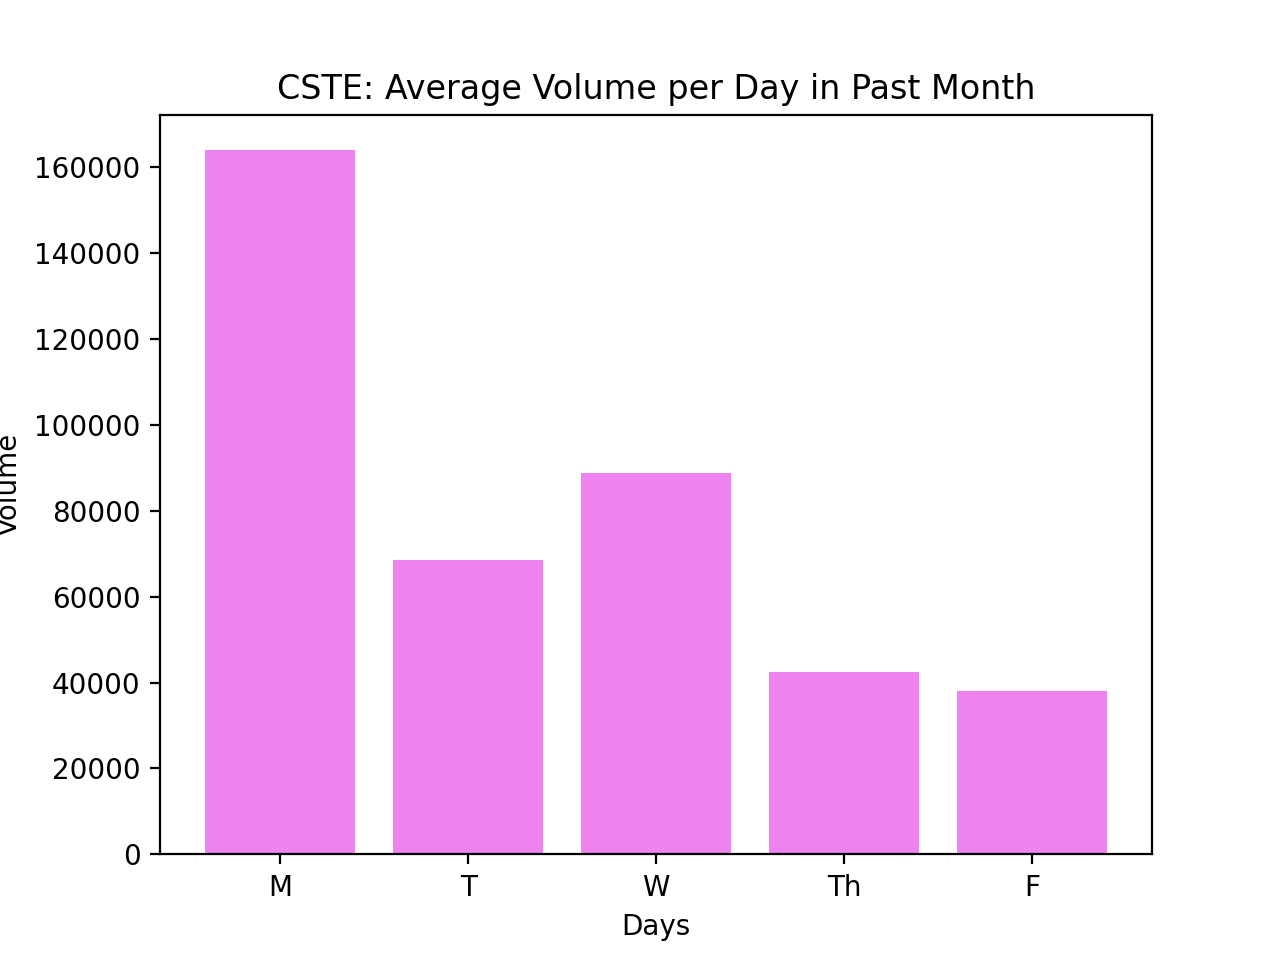 CSTE: Average Volume per Day in Past Month
160000
140000
120000
100000
80000
60000
40000
20000
0
Volume
M T W Th F
Days